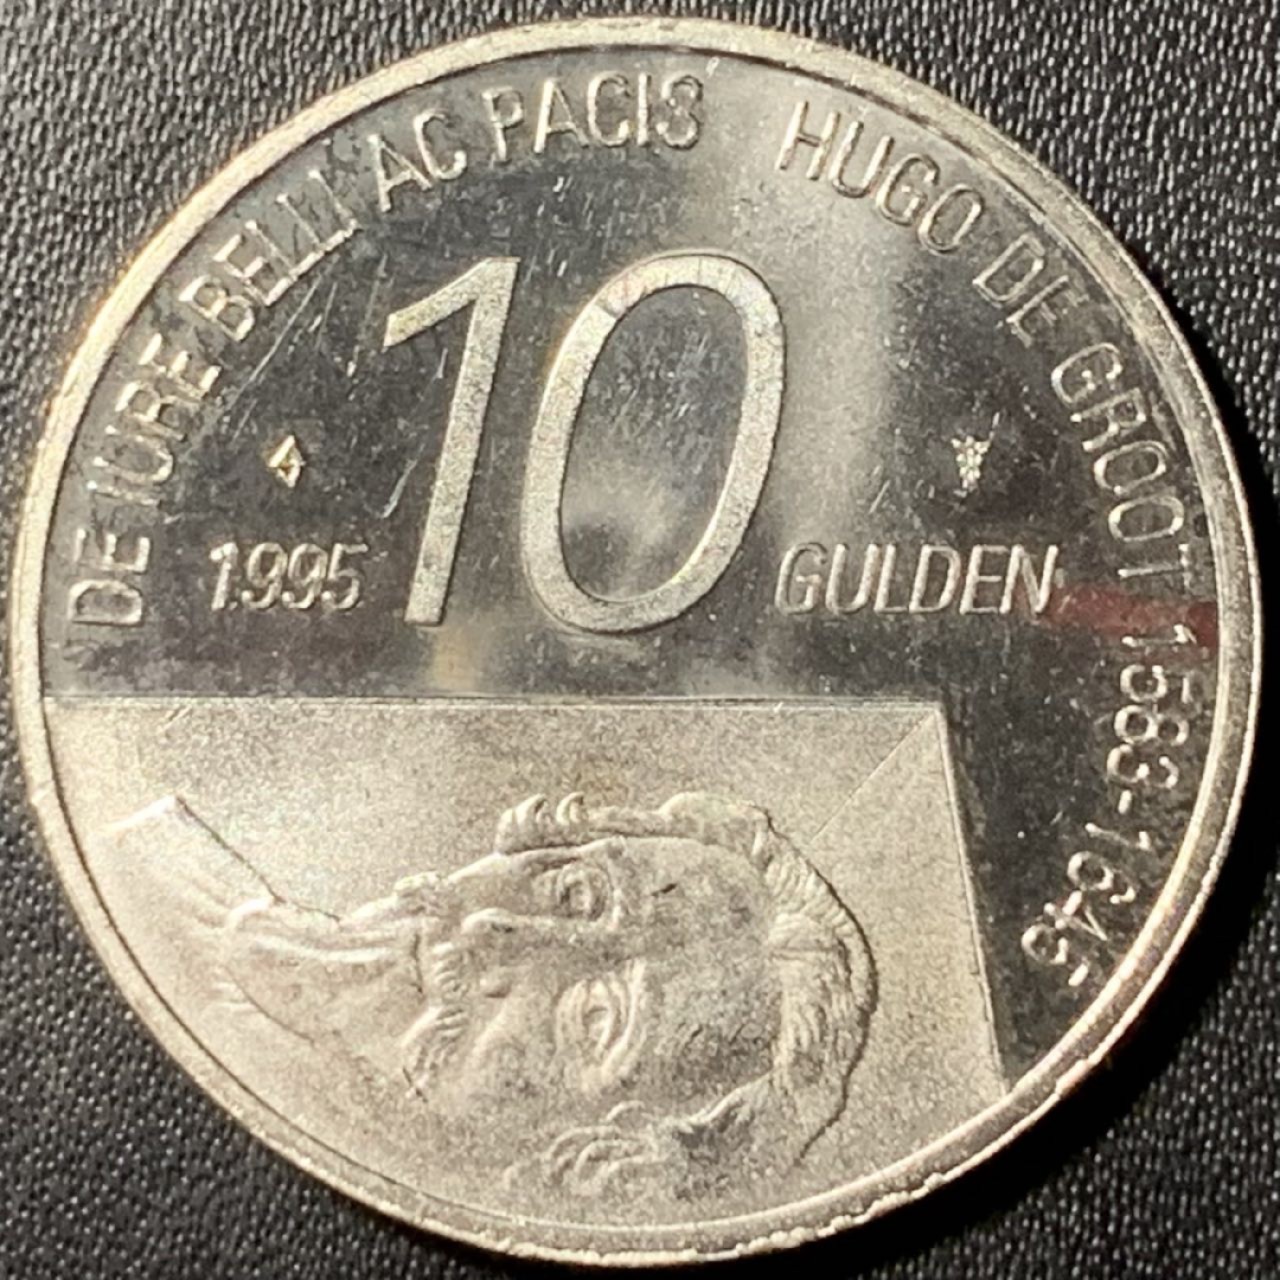 DE IURE BELLI AC PACIS HUGO DE GROOT 1583-1645
10
1995 GULDEN